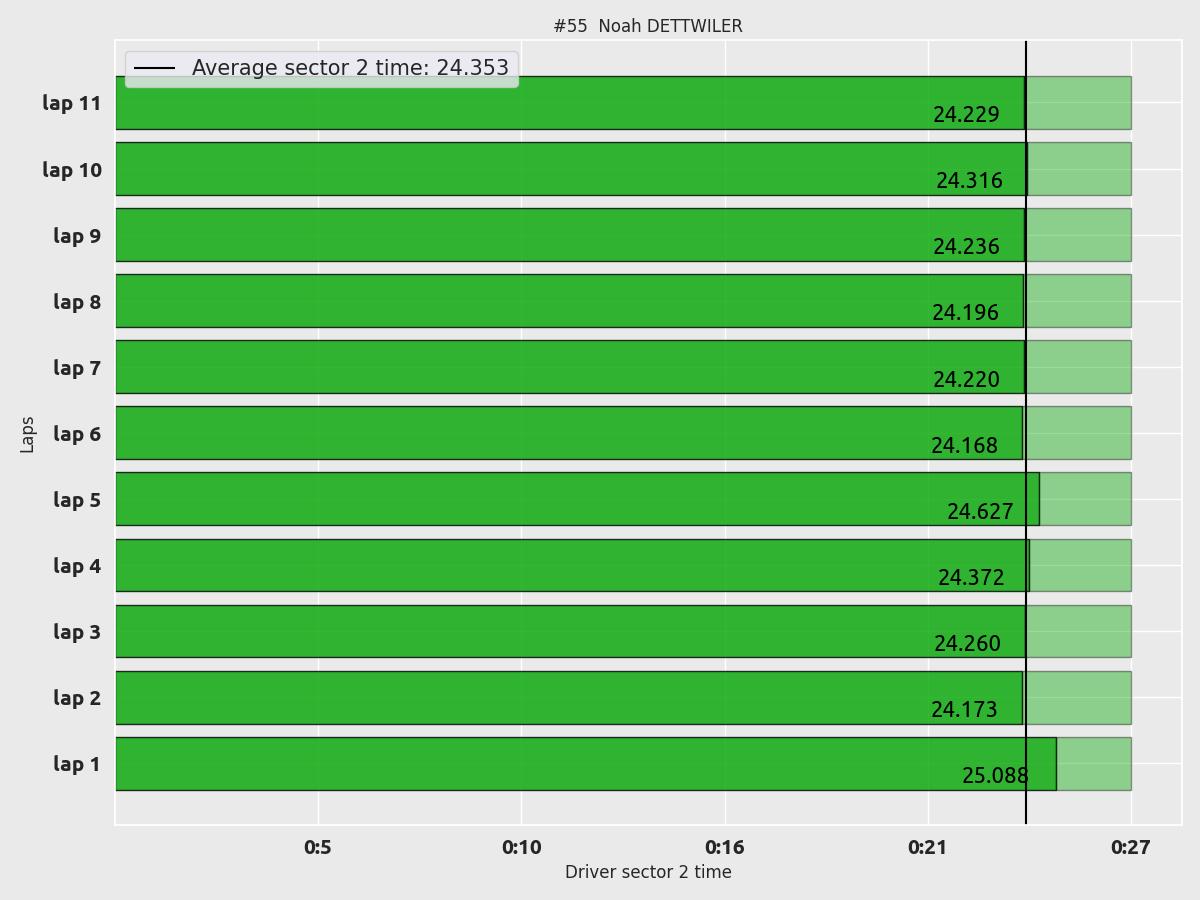 #55  Noah DETTWILER
Average sector 2 time: 24.353
lap 11
24.229
lap 10
24.316
lap 9
24.236
lap 8
24.196
lap 7
24.220
lap 6
24.168
lap 5
24.627
lap 4
24.372
lap 3
24.260
lap 2
24.173
lap 1
25.088
Laps
0:5
0:10
0:16
0:21
0:27
Driver sector 2 time